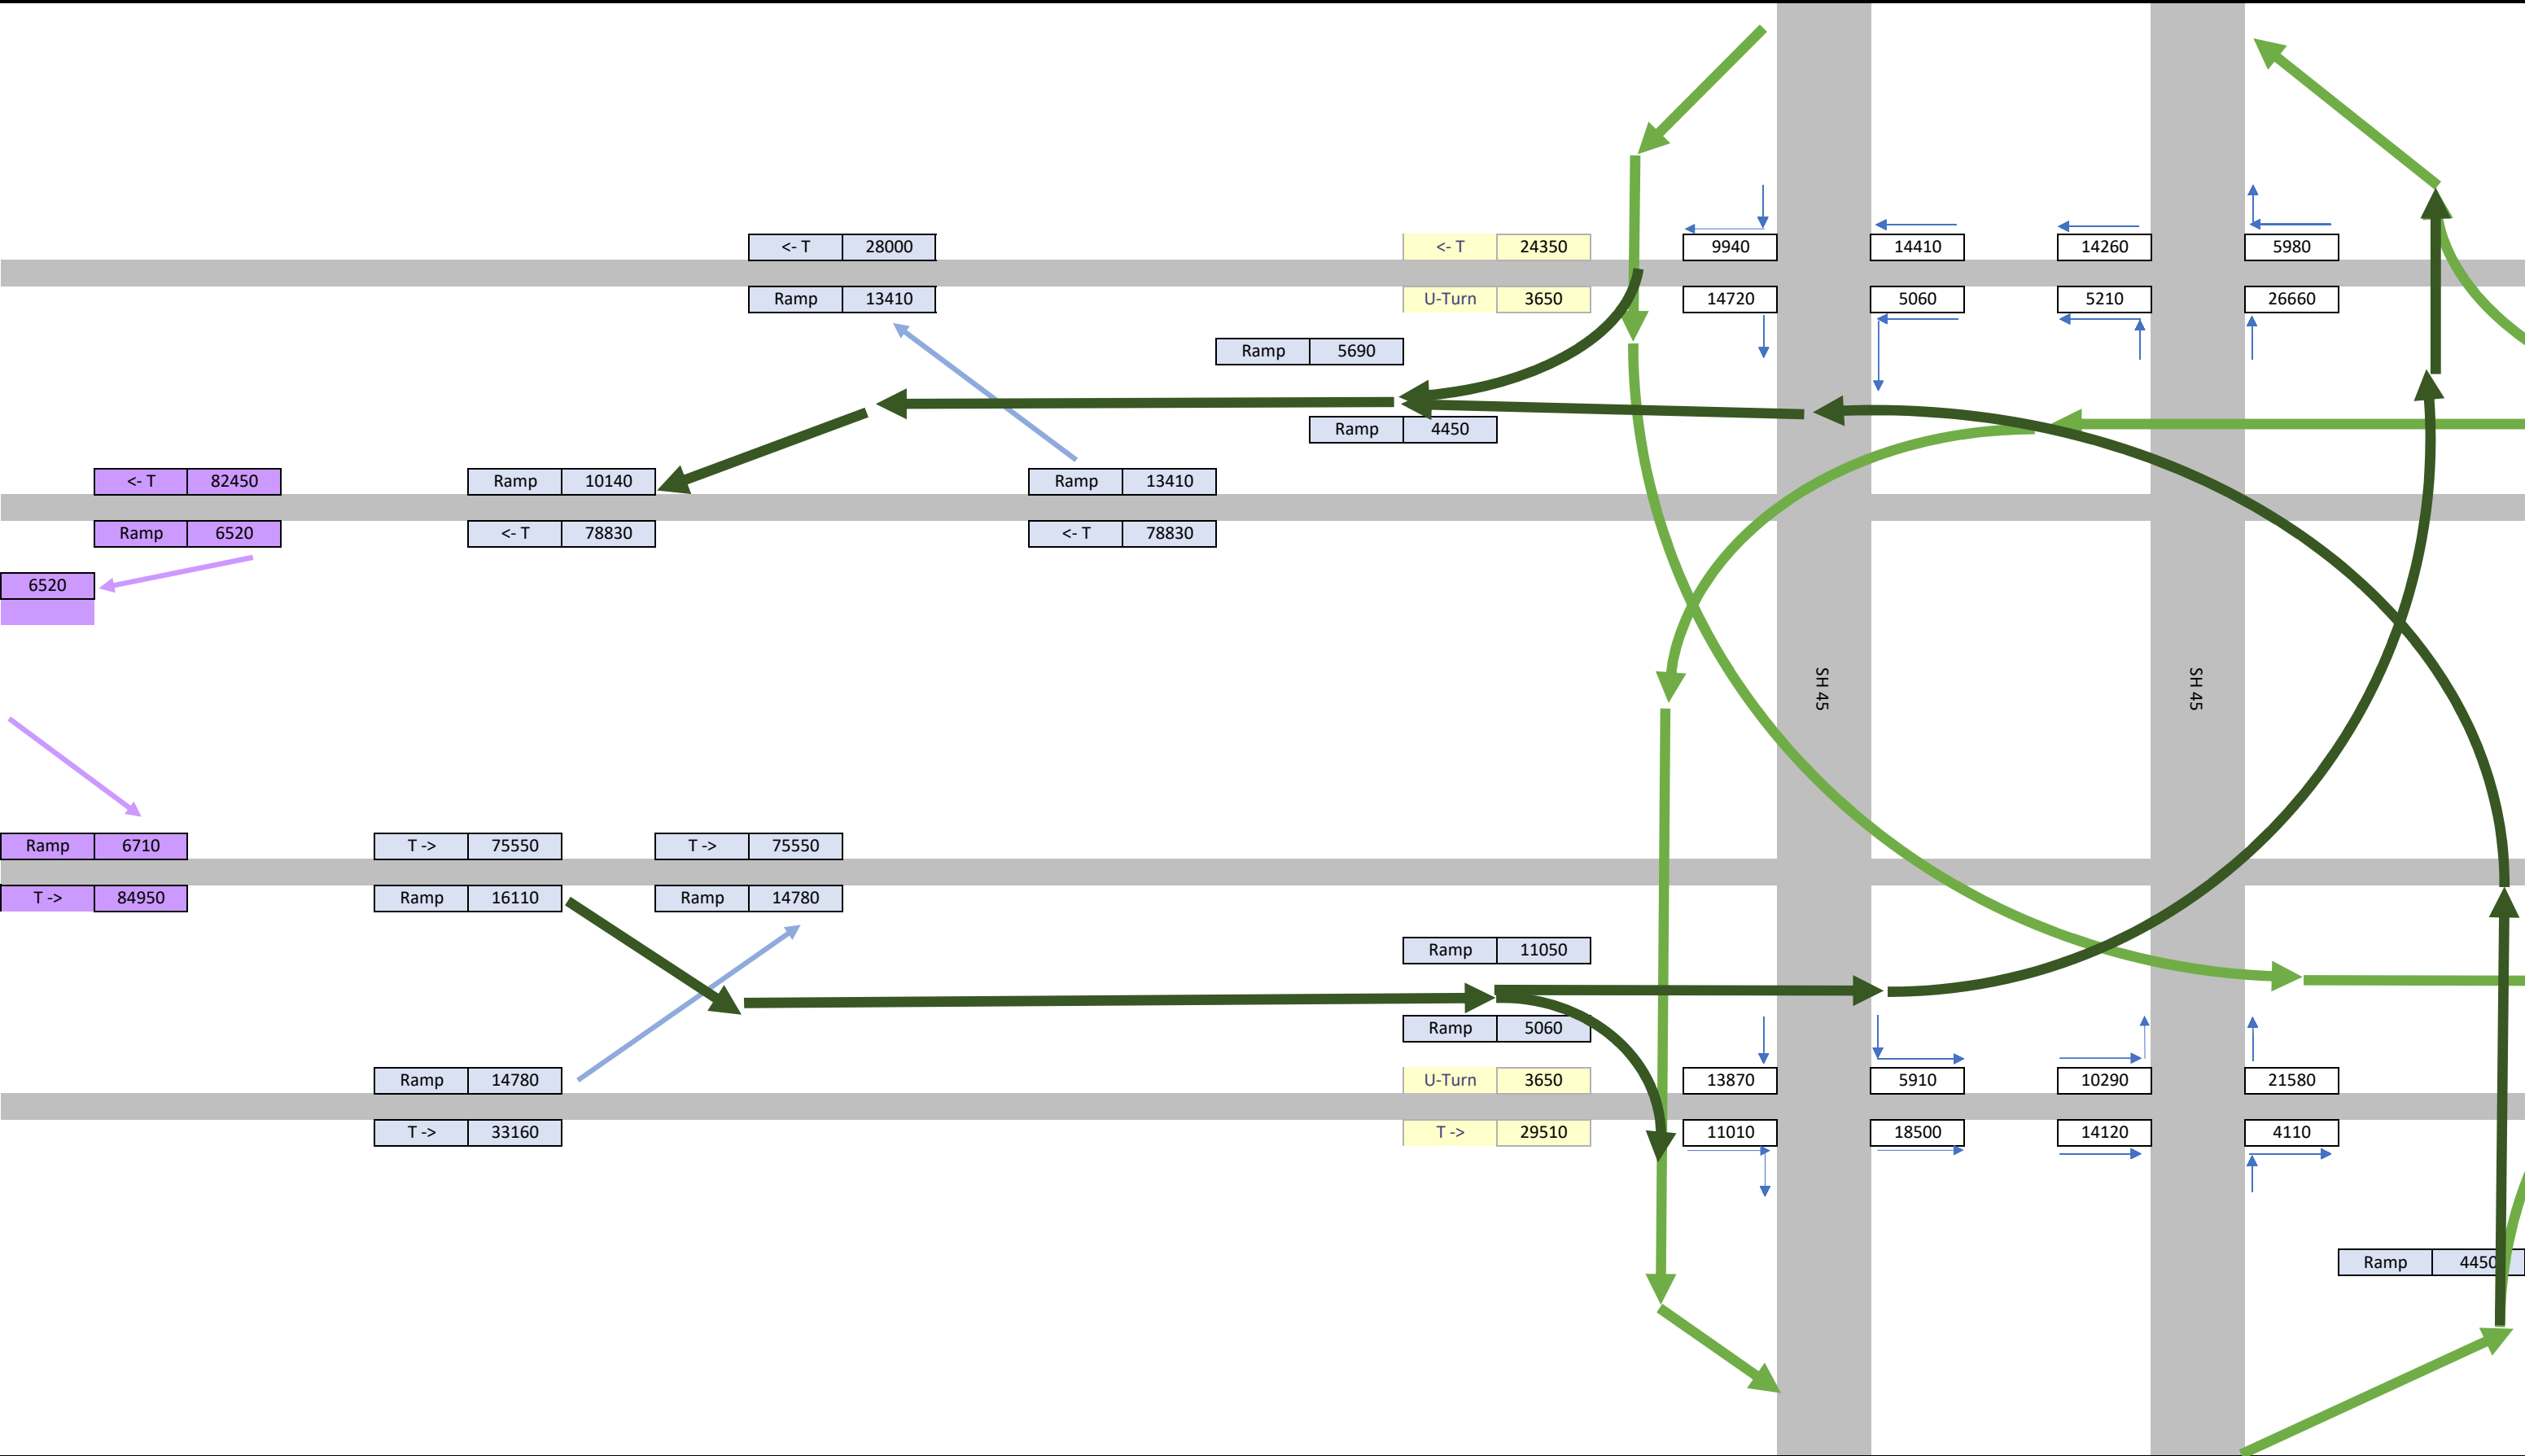 <- T 28000 <- T 24350 9940 14410 14260 5980
Ramp 13410 U-Turn 3650 14720 5060 5210 26660
Ramp 5690
Ramp 4450
<- T 82450 Ramp 10140 Ramp 13410
Ramp 6520 <- T 78830 <- T 78830
6520
SH 45 SH 45
Ramp 6710 T -> 75550 T -> 75550
T -> 84950 Ramp 16110 Ramp 14780
Ramp 11050
Ramp 5060
Ramp 14780 U-Turn 3650 13870 5910 10290 21580
T -> 33160 T -> 29510 11010 18500 14120 4110
Ramp 4450